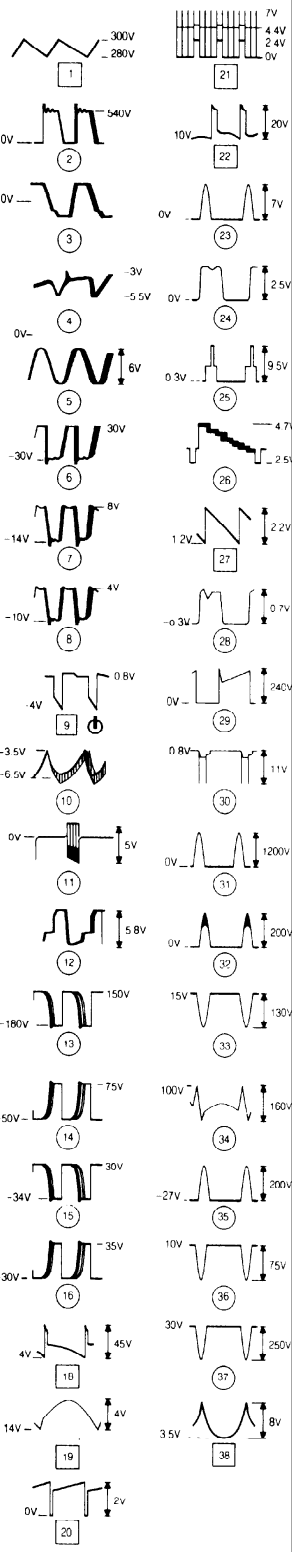 300V
280V
1
540V
0V
2
0V
3
-3V
-5.5V
4
0V
6V
5
30V
-30V
6
8V
-14V
7
4V
-10V
8
0.8V
-4V
9
-3.5V
-6.5V
10
0V
5V
11
5.8V
12
150V
-180V
13
75V
50V
14
30V
-34V
15
35V
30V
16
45V
4V
18
4V
14V
19
2V
0V
20
7V
4.4V
2.4V
0V
21
20V
10V
22
7V
0V
23
2.5V
0V
24
9.5V
0.3V
25
4.7V
2.5V
26
2.2V
1.2V
27
0.7V
-0.3V
28
240V
0V
29
0.8V
11V
30
1200V
0V
31
200V
0V
32
15V
130V
33
100V
160V
34
200V
-27V
35
10V
75V
36
30V
250V
37
8V
3.5V
38